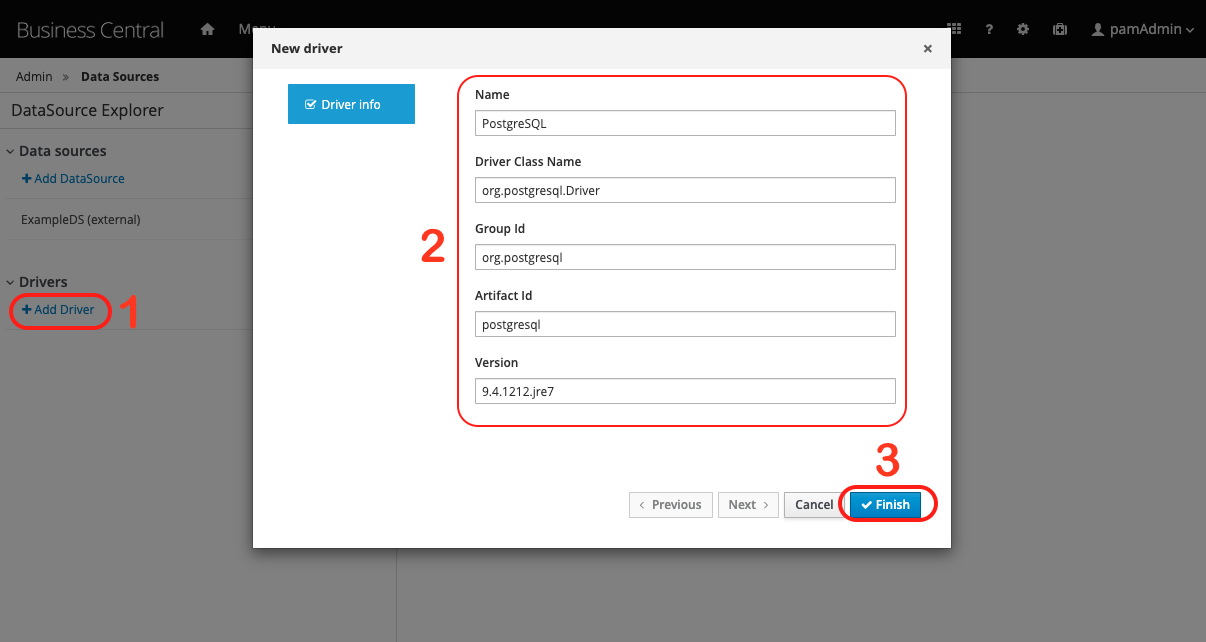 Business Central
pamAdmin
New driver
Admin » Data Sources
DataSource Explorer
Data sources
Add DataSource
ExampleDS (external)
Drivers
Add Driver
1
Driver info
2
Name
PostgreSQL
Driver Class Name
org.postgresql.Driver
Group Id
org.postgresql
Artifact Id
postgresql
Version
9.4.1212.jre7
3
Previous
Next
Cancel
Finish